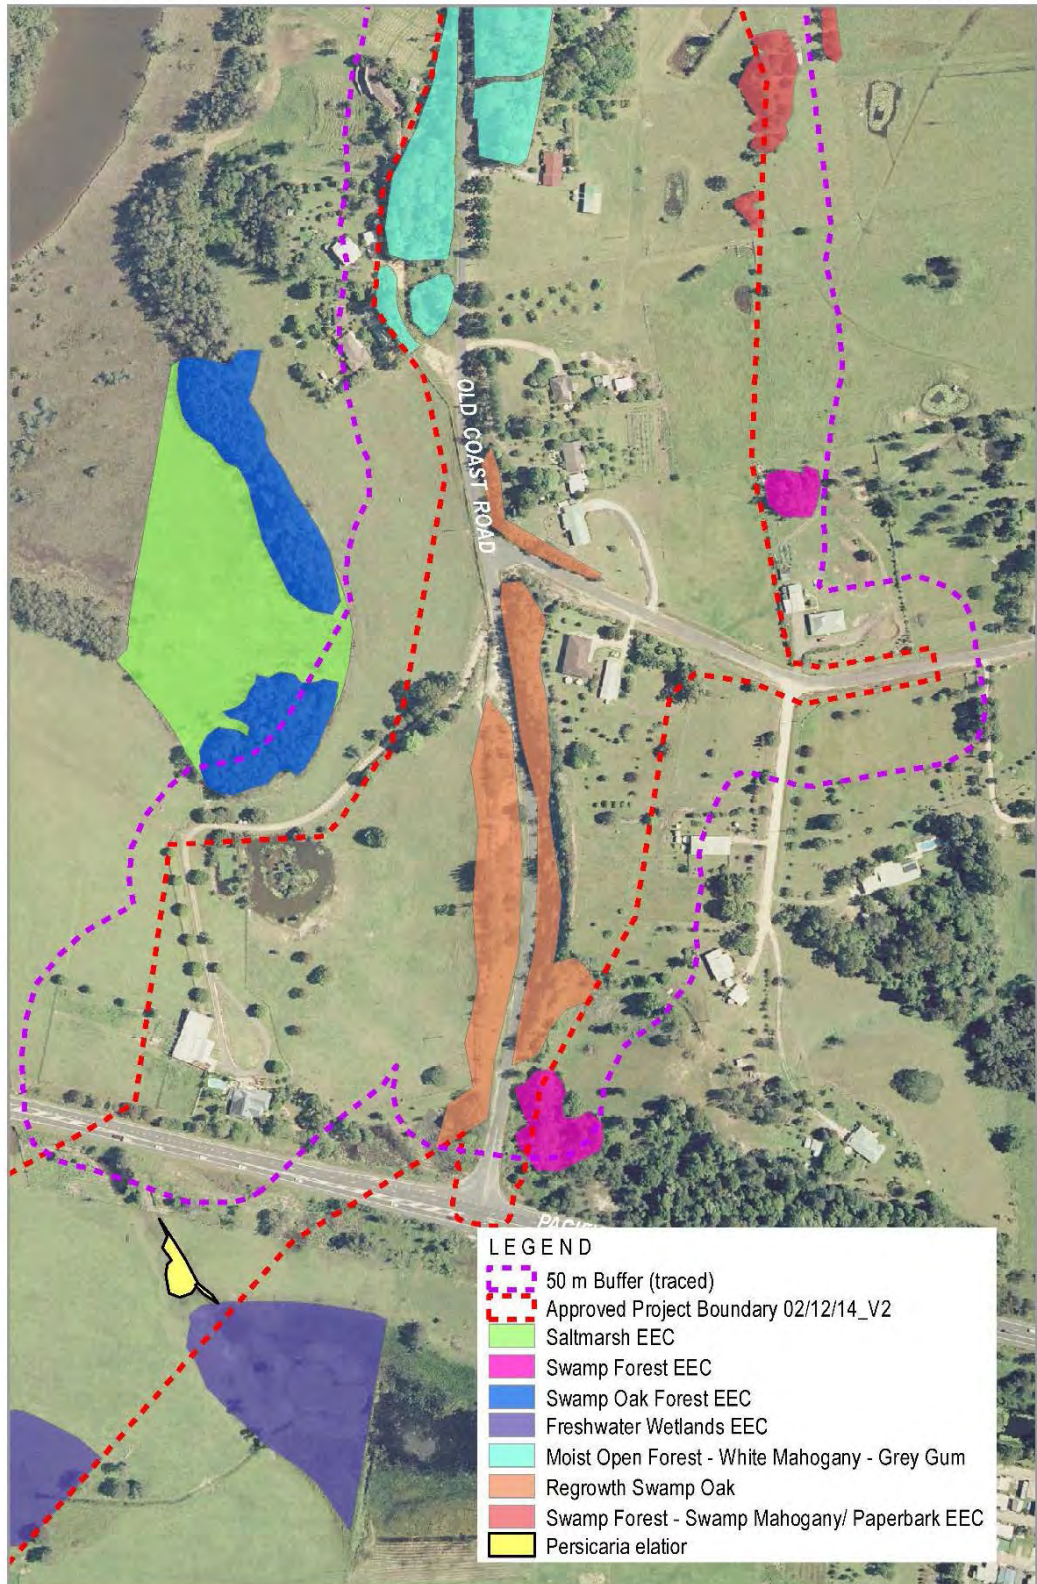 OLD COAST ROAD
LEGEND
50 m Buffer (traced)
Approved Project Boundary 02/12/14_V2
Saltmarsh EEC
Swamp Forest EEC
Swamp Oak Forest EEC
Freshwater Wetlands EEC
Moist Open Forest - White Mahogany - Grey Gum
Regrowth Swamp Oak
Swamp Forest - Swamp Mahogany/ Paperbark EEC
Persicaria elatior